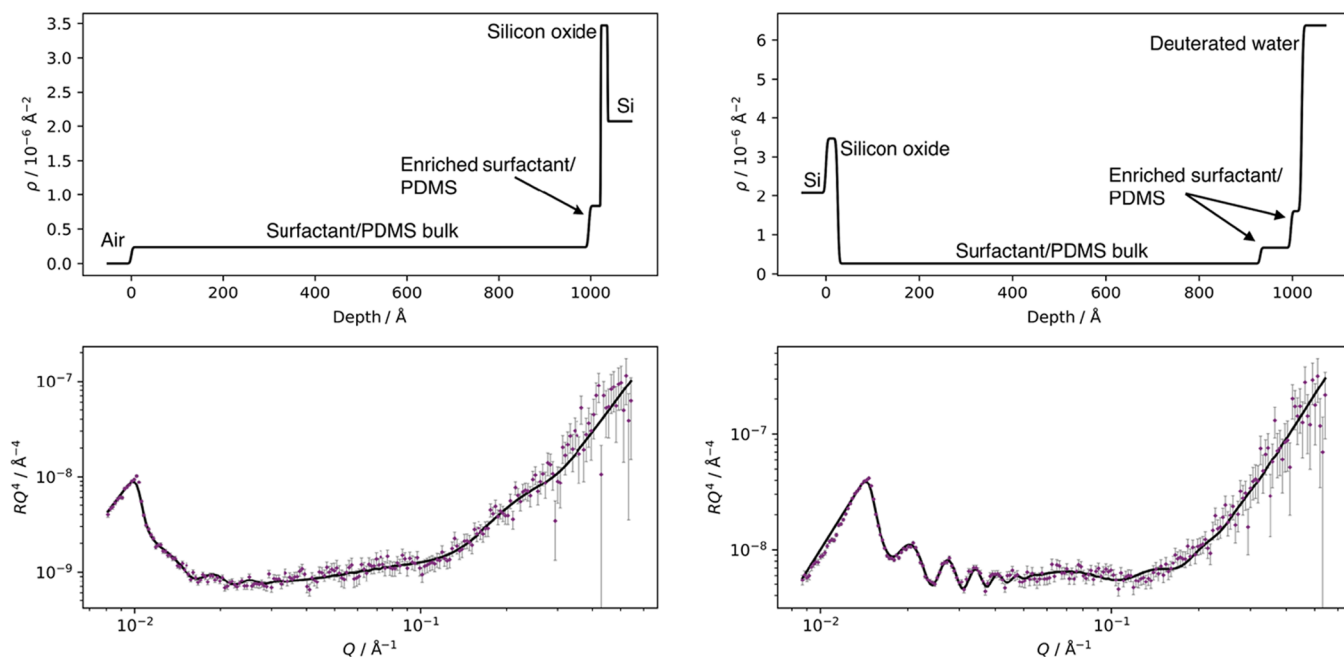 3.5
3.0
2.5
2.0
1.5
1.0
0.5
0.0
ρ / 10⁻⁶ Å⁻²
Silicon oxide
Si
Enriched surfactant/
PDMS
Air
Surfactant/PDMS bulk
0 200 400 600 800 1000
Depth / Å
6
5
4
3
2
1
0
ρ / 10⁻⁶ Å⁻²
Deuterated water
Silicon oxide
Si
Enriched surfactant/
PDMS
Surfactant/PDMS bulk
0 200 400 600 800 1000
Depth / Å
10⁻⁷
10⁻⁸
10⁻⁹
RQ⁴ / Å⁻⁴
10⁻² 10⁻¹
Q / Å⁻¹
10⁻⁷
10⁻⁸
RQ⁴ / Å⁻⁴
10⁻² 10⁻¹
Q / Å⁻¹